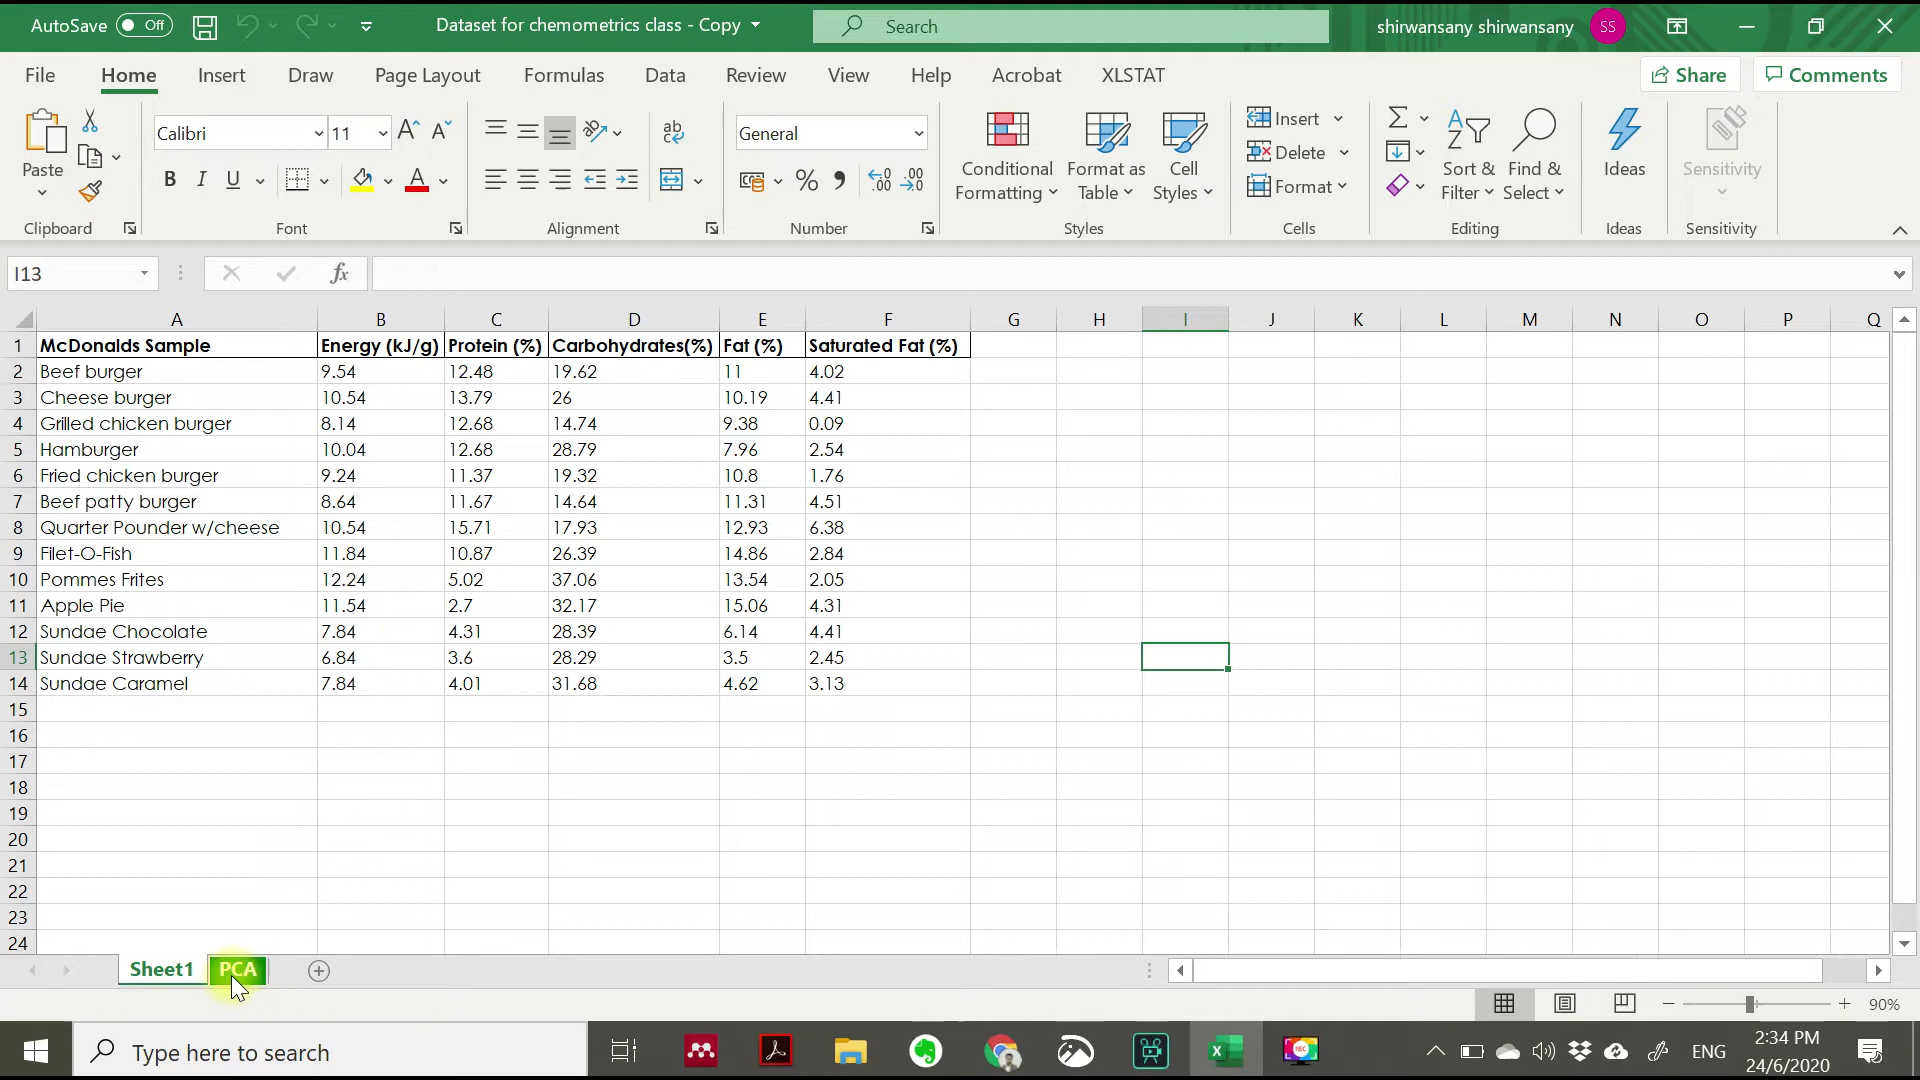 AutoSave Off Dataset for chemometrics class - Copy Search shirwansany shirwansany SS
File Home Insert Draw Page Layout Formulas Data Review View Help Acrobat XLSTAT Share Comments
Paste Calibri 11 General Conditional Formatting Format as Table Cell Styles Insert Delete Format Sort & Filter Find & Select Ideas Sensitivity
Clipboard Font Alignment Number Styles Cells Editing Ideas Sensitivity
I13 fx
A B C D E F G H I J K L M N O P Q
1 McDonalds Sample Energy (kJ/g) Protein (%) Carbohydrates(%) Fat (%) Saturated Fat (%)
2 Beef burger 9.54 12.48 19.62 11 4.02
3 Cheese burger 10.54 13.79 26 10.19 4.41
4 Grilled chicken burger 8.14 12.68 14.74 9.38 0.09
5 Hamburger 10.04 12.68 28.79 7.96 2.54
6 Fried chicken burger 9.24 11.37 19.32 10.8 1.76
7 Beef patty burger 8.64 11.67 14.64 11.31 4.51
8 Quarter Pounder w/cheese 10.54 15.71 17.93 12.93 6.38
9 Filet-O-Fish 11.84 10.87 26.39 14.86 2.84
10 Pommes Frites 12.24 5.02 37.06 13.54 2.05
11 Apple Pie 11.54 2.7 32.17 15.06 4.31
12 Sundae Chocolate 7.84 4.31 28.39 6.14 4.41
13 Sundae Strawberry 6.84 3.6 28.29 3.5 2.45
14 Sundae Caramel 7.84 4.01 31.68 4.62 3.13
15
16
17
18
19
20
21
22
23
24
Sheet1 PCA
90%
Type here to search ENG 2:34 PM
24/6/2020